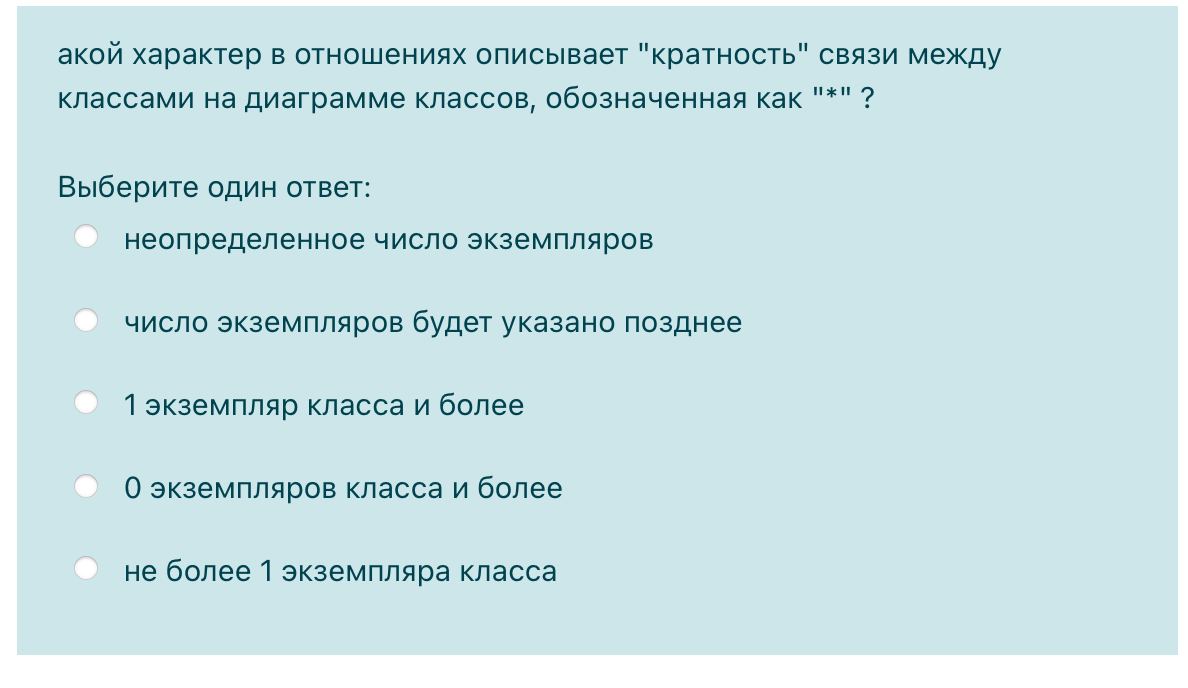 акой характер в отношениях описывает "кратность" связи между
классами на диаграмме классов, обозначенная как "*" ?
Выберите один ответ:
неопределенное число экземпляров
число экземпляров будет указано позднее
1 экземпляр класса и более
0 экземпляров класса и более
не более 1 экземпляра класса